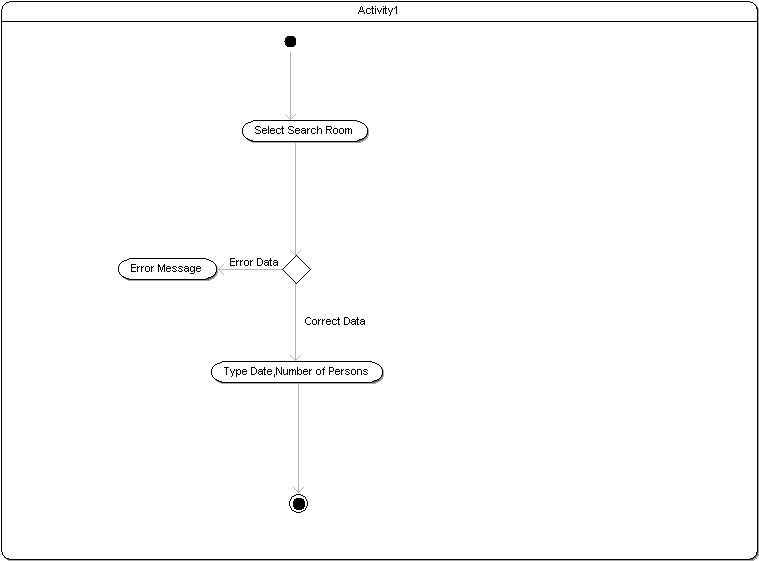 Activity1
Select Search Room
Error Message
Error Data
Correct Data
Type Date,Number of Persons